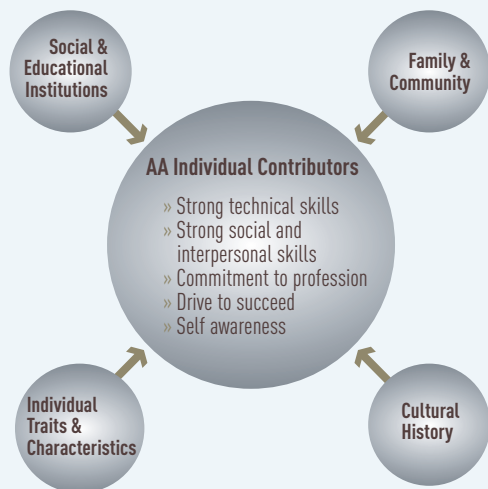 Social &
Educational
Institutions
Family &
Community
AA Individual Contributors
» Strong technical skills
» Strong social and
interpersonal skills
» Commitment to profession
» Drive to succeed
» Self awareness
Individual
Traits &
Characteristics
Cultural
History